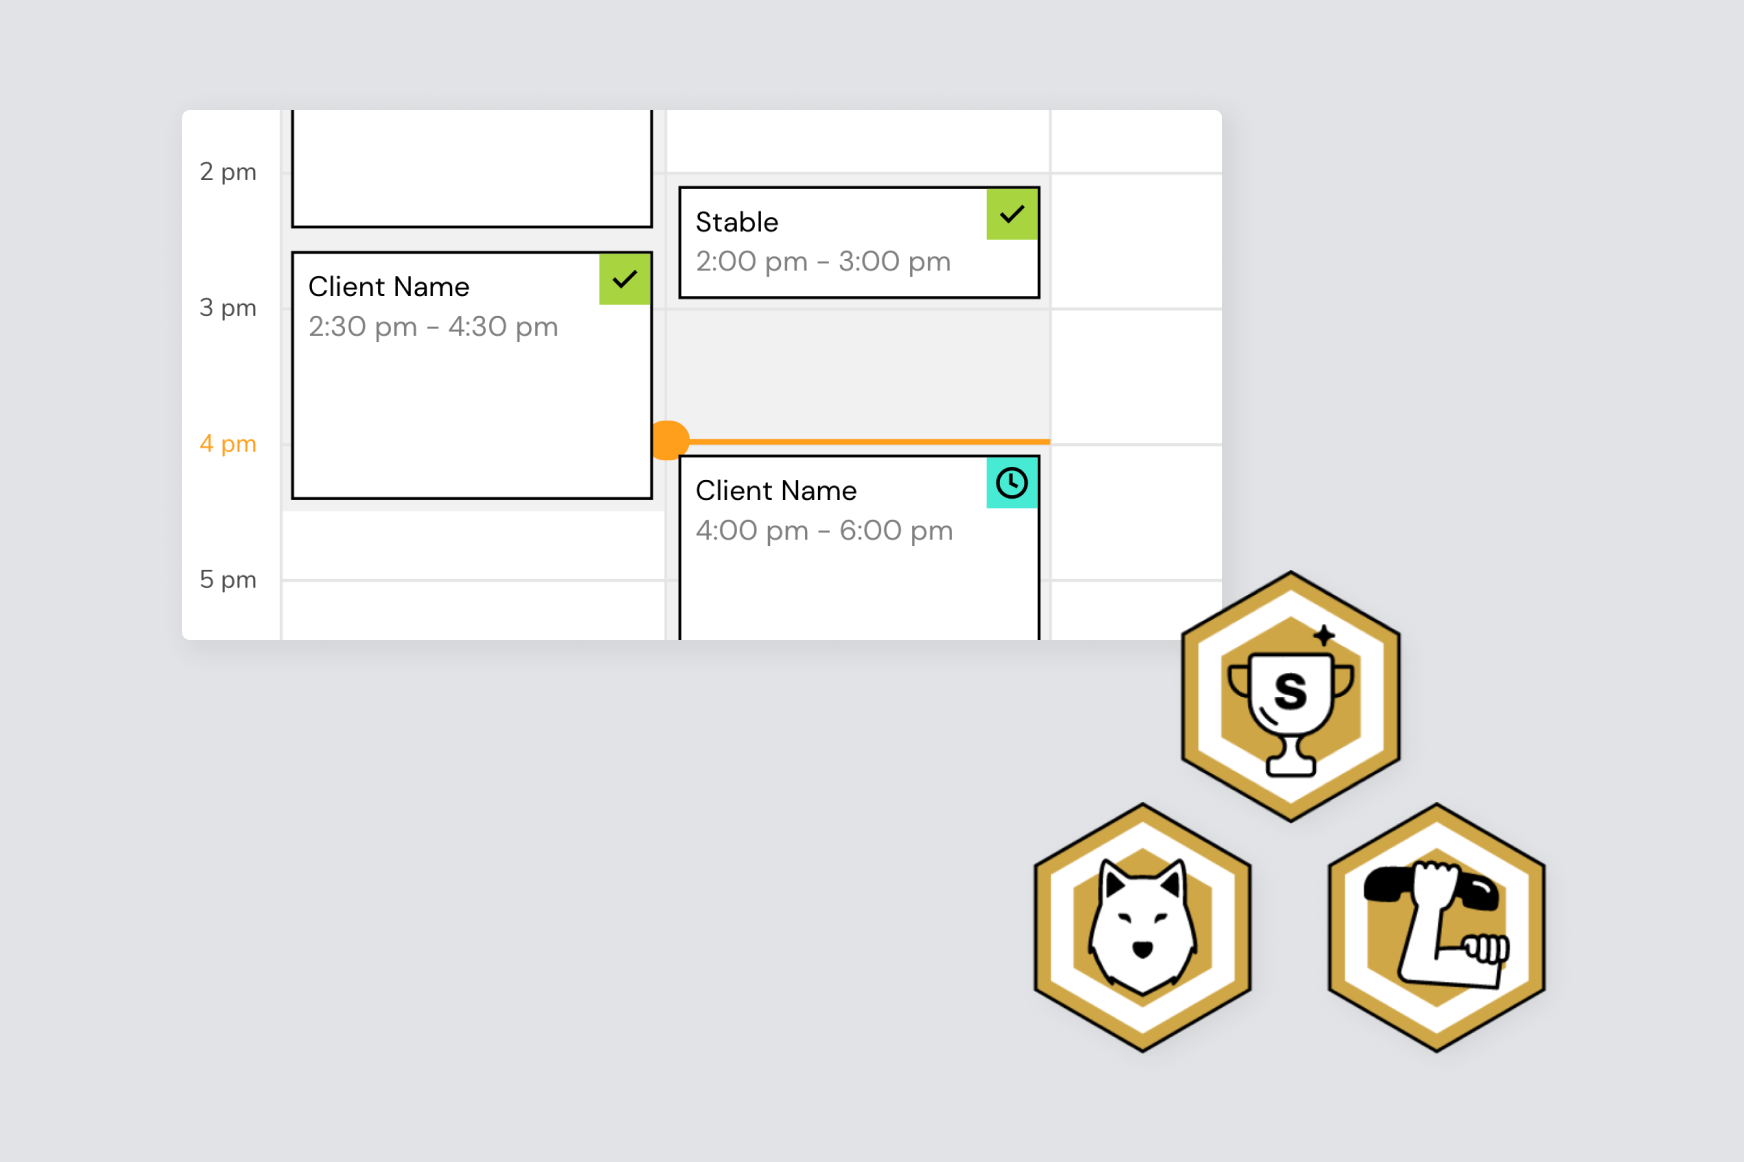 2 pm
3 pm
4 pm
5 pm
Client Name
2:30 pm - 4:30 pm
Stable
2:00 pm - 3:00 pm
Client Name
4:00 pm - 6:00 pm
S